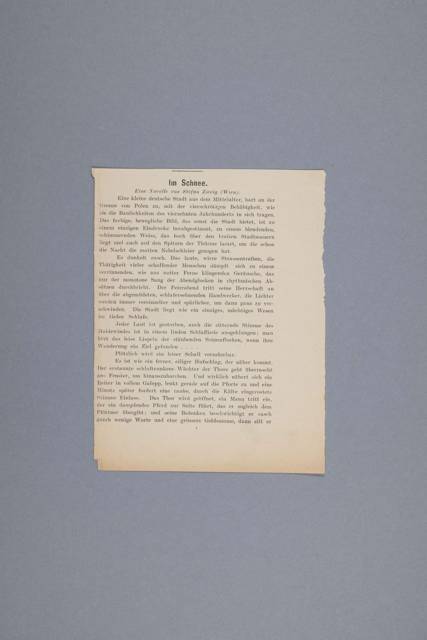 Im Schnee.
Eine Novelle von Stefan Zweig (Wien).
Eine kleine deutsche Stadt aus dem Mittelalter, hart an der
Grenze von Polen zu, mit der vierschrötigen Behäbigkeit, wie
sie die Baulichkeiten des vierzehnten Jahrhunderts in sich tragen.
Das farbige, bewegliche Bild, das sonst die Stadt bietet, ist zu
einem einzigen Eindrucke herabgestimmt, zu einem blendenden,
schimmernden Weiss, das hoch über den breiten Stadtmauern
liegt und auch auf den Spitzen der Türme lastet, um die schon
die Nacht die matten Nebelschleier gezogen hat.
Es dunkelt rasch. Das laute, wirre Strassentreiben, die
Thätigkeit vieler schaffender Menschen dämpft sich zu einem
verrinnenden, wie aus weiter Ferne klingenden Geräusche, das
nur der monotone Sang der Abendglocken in rhythmischen Ab-
sätzen durchbricht. Der Feierabend tritt seine Herrschaft an
über die abgemüdeten, schlafersehnenden Handwerker, die Lichter
werden immer vereinzelter und spärlicher, um dann ganz zu ver-
schwinden. Die Stadt liegt wie ein einziges, mächtiges Wesen
im tiefen Schlafe.
Jeder Laut ist gestorben, auch die zitternde Stimme des
Heidewindes ist in einem linden Schlafliede ausgeklungen; man
hört das leise Lispeln der stäubenden Schneeflocken, wenn ihre
Wanderung ein Ziel gefunden . . . .
Plötzlich wird ein leiser Schall vernehmbar.
Es ist wie ein ferner, eiliger Hufschlag, der näher kommt.
Der erstaunte schlaftrunkene Wächter der Thore geht überrascht
ans Fenster, um hinauszuhorchen. Und wirklich nähert sich ein
Reiter in vollem Galopp, lenkt gerade auf die Pforte zu und eine
Minute später fordert eine rauhe, durch die Kälte eingerostete
Stimme Einlass. Das Thor wird geöffnet, ein Mann tritt ein,
der ein dampfendes Pferd zur Seite führt, das er sogleich dem
Pförtner übergibt; und seine Bedenken beschwichtigt er rasch
durch wenige Worte und eine grössere Geldsumme, dann eilt er